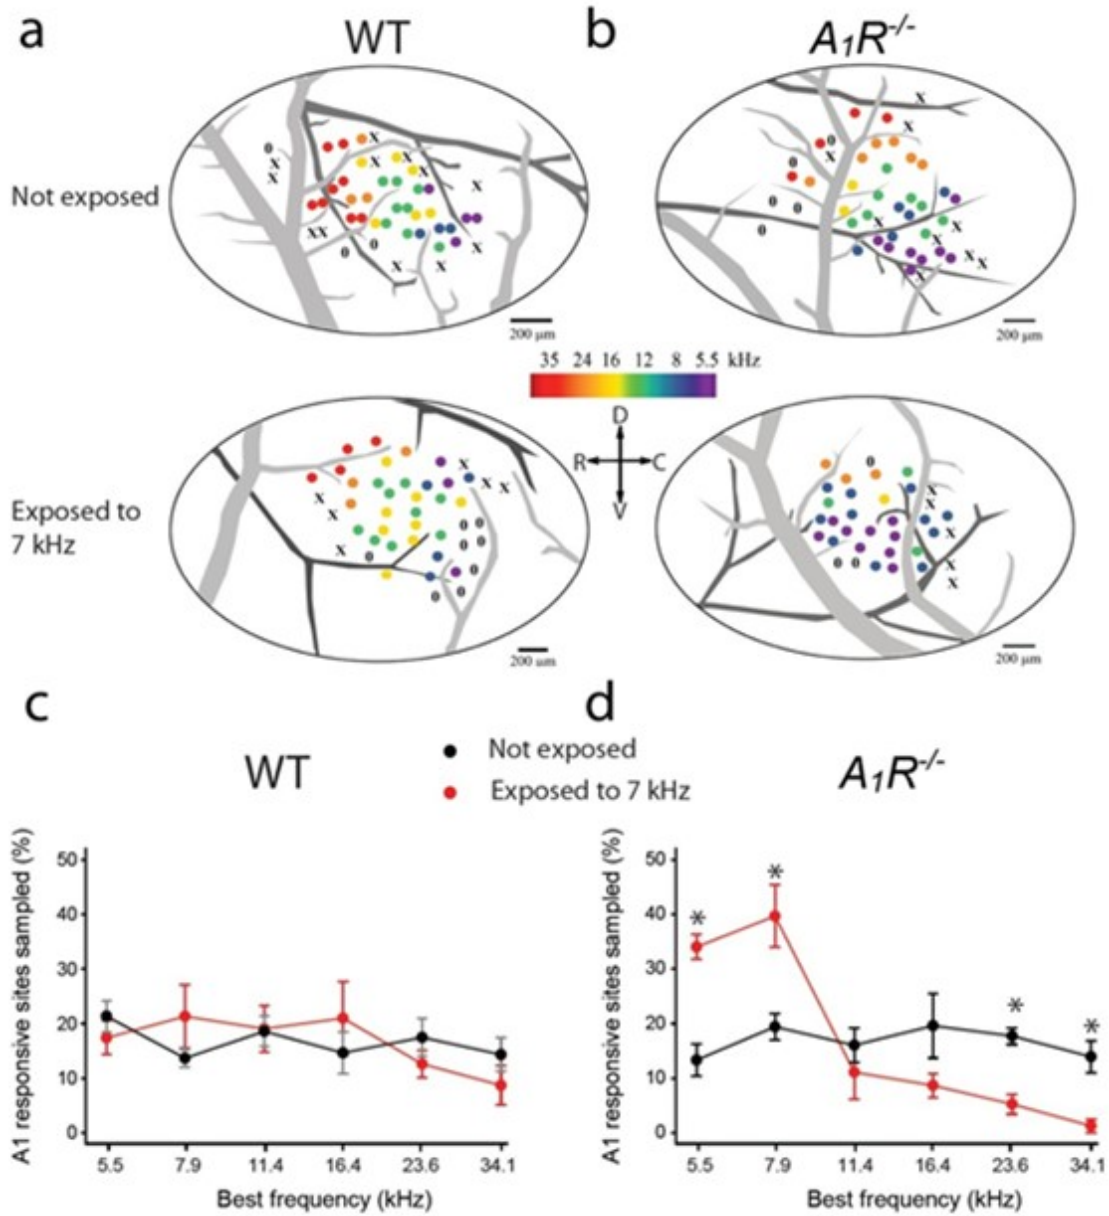 a
WT
b
A₁R⁻/⁻
Not exposed
200 μm
200 μm
35 24 16 12 8 5.5 kHz
D
R C
V
Exposed to
7 kHz
200 μm
200 μm
c
d
WT
Not exposed
Exposed to 7 kHz
A₁R⁻/⁻
A1 responsive sites sampled (%)
50
40
30
20
10
0
5.5 7.9 11.4 16.4 23.6 34.1
Best frequency (kHz)
A1 responsive sites sampled (%)
50
40
30
20
10
0
* * * *
5.5 7.9 11.4 16.4 23.6 34.1
Best frequency (kHz)